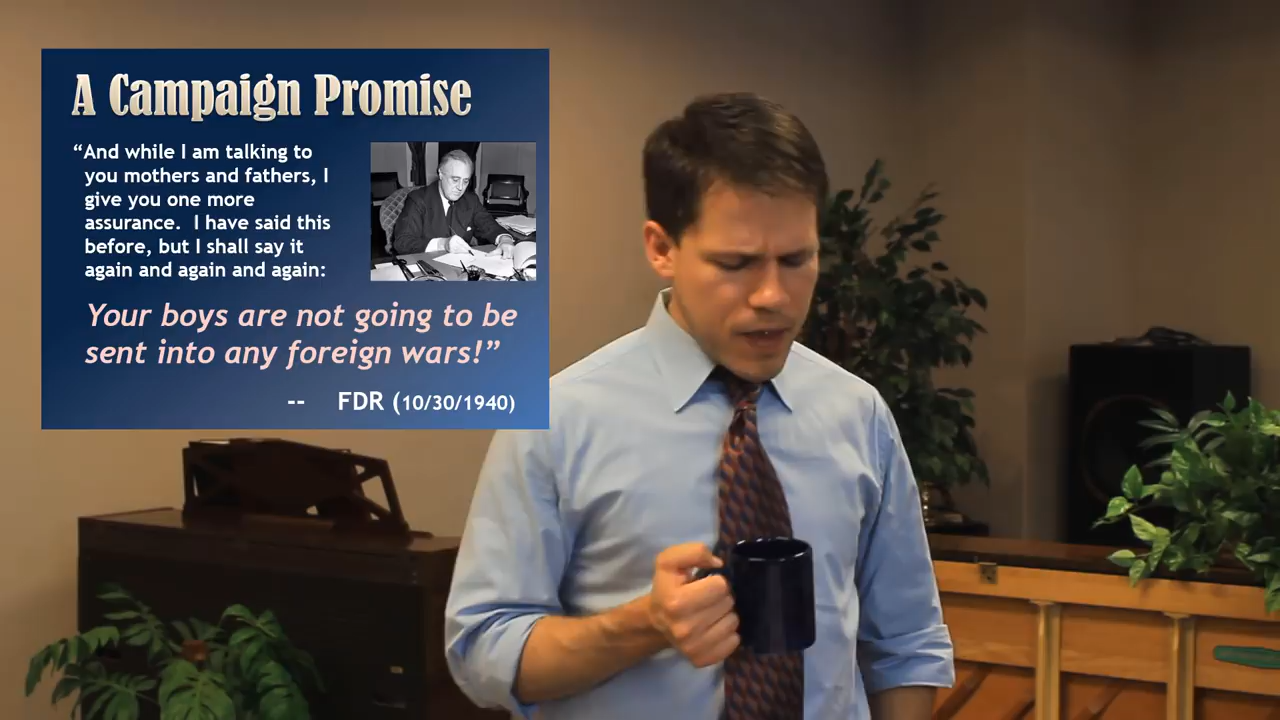 A Campaign Promise
“And while I am talking to
you mothers and fathers, I
give you one more
assurance.  I have said this
before, but I shall say it
again and again and again:
Your boys are not going to be
sent into any foreign wars!”
--   FDR (10/30/1940)